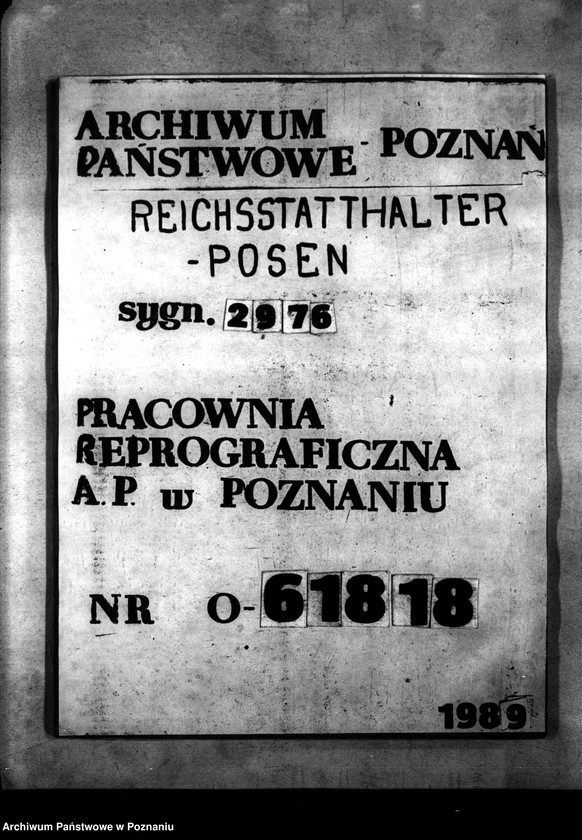 ARCHIWUM
PAŃSTWOWE - POZNAŃ
REICHSSTATTHALTER
-POSEN
sygn. 2976
PRACOWNIA
REPROGRAFICZNA
A.P. w POZNANIU
NR O-61818
1989
Archiwum Państwowe w Poznaniu